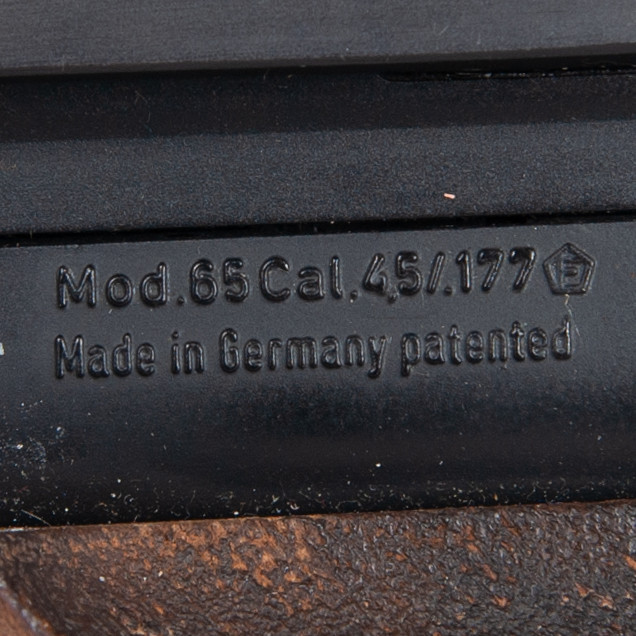 Mod.65 Cal.4,5/.177 F
Made in Germany patented